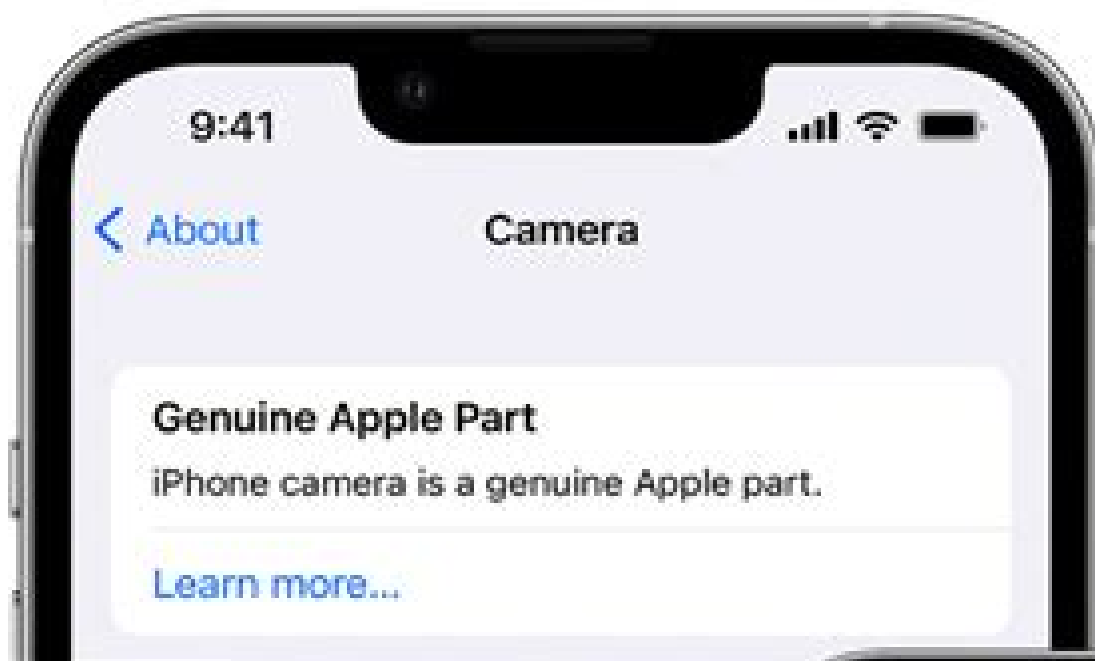 9:41
About
Camera
Genuine Apple Part
iPhone camera is a genuine Apple part.
Learn more...